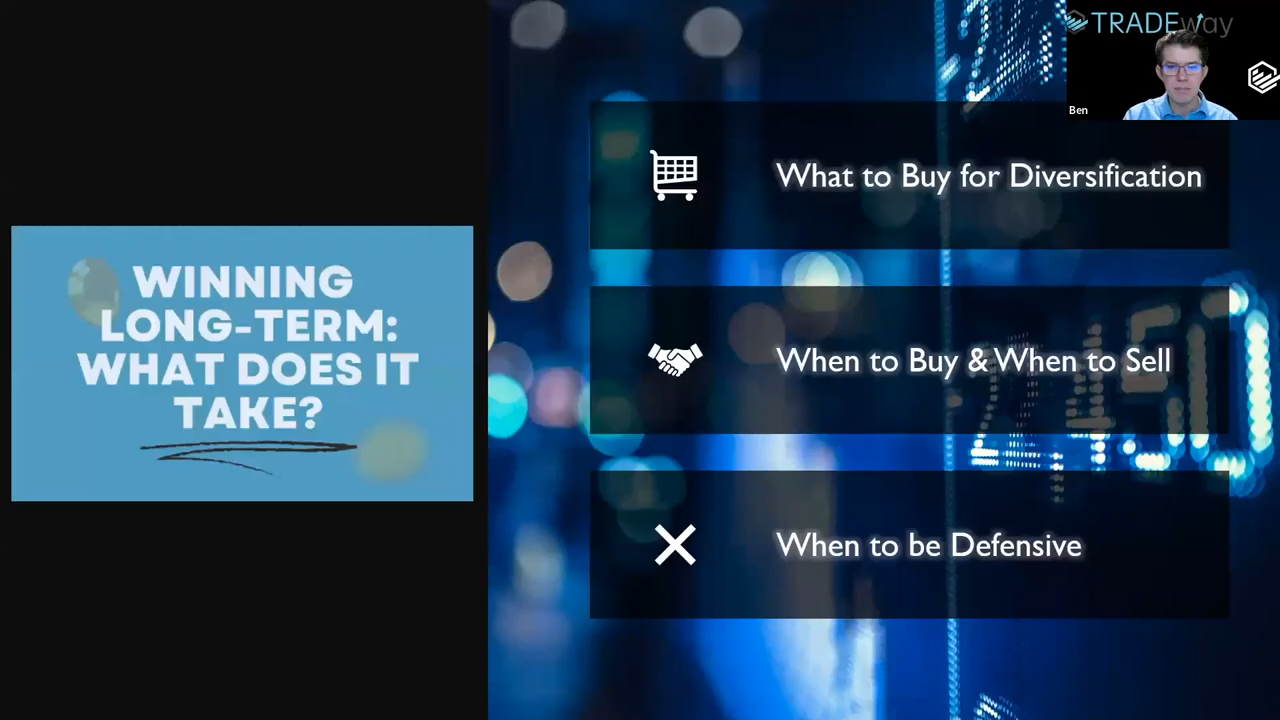 WINNING
LONG-TERM:
WHAT DOES IT
TAKE?
TRADEway
Ben
What to Buy for Diversification
When to Buy & When to Sell
When to be Defensive